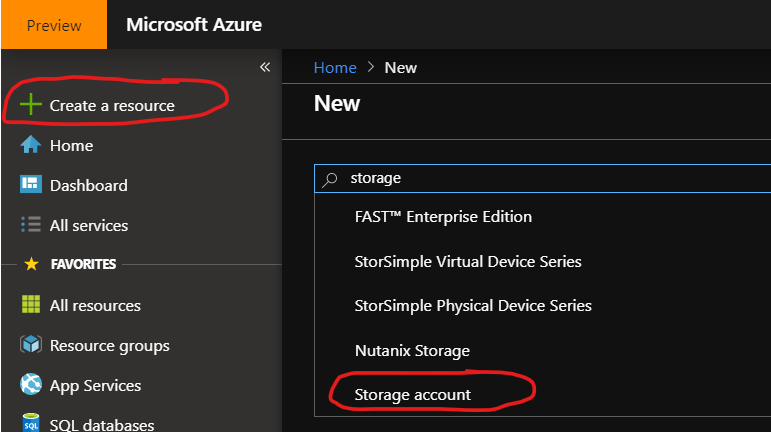 Preview
Microsoft Azure
«
Create a resource
Home
Dashboard
All services
FAVORITES
All resources
Resource groups
App Services
SQL databases
Home > New
New
storage
FAST™ Enterprise Edition
StorSimple Virtual Device Series
StorSimple Physical Device Series
Nutanix Storage
Storage account